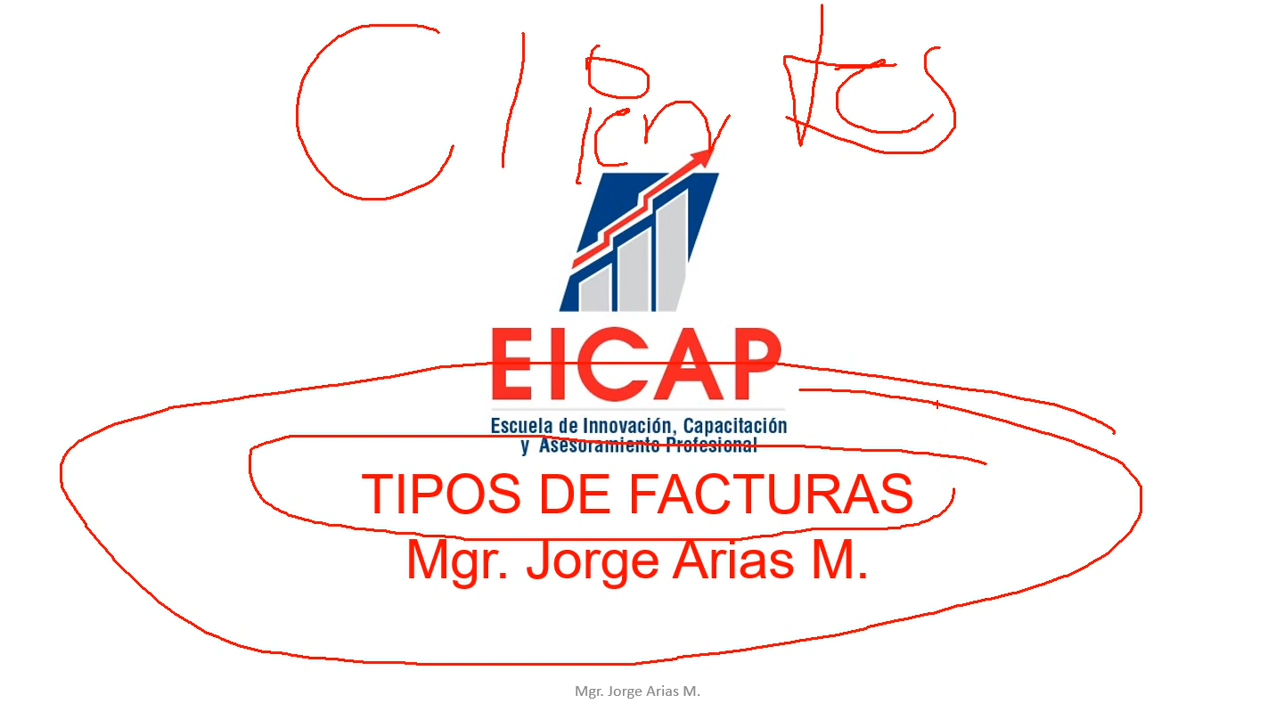 Clientes
EICAP
Escuela de Innovación, Capacitación
y Asesoramiento Profesional
TIPOS DE FACTURAS
Mgr. Jorge Arias M.
Mgr. Jorge Arias M.